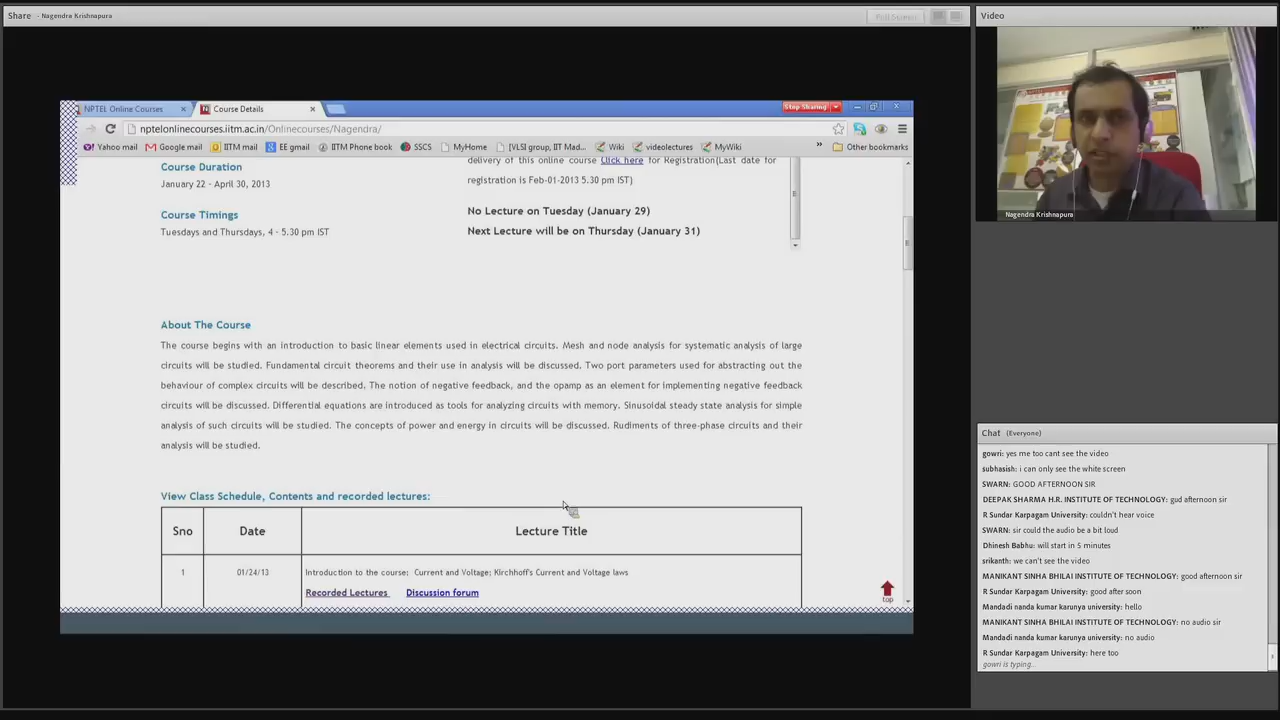 Share - Nagendra Krishnapura
Full Screen
Video
NPTEL Online Courses
Course Details
Stop Sharing
nptelonlinecourses.iitm.ac.in/Onlinecourses/Nagendra/
Yahoo mail Google mail IITM mail EE gmail IITM Phone book SSCS MyHome [VLSI group, IIT Mad... Wiki videolectures MyWiki » Other bookmarks
Course Duration
January 22 - April 30, 2013
Course Timings
Tuesdays and Thursdays, 4 - 5.30 pm IST
delivery of this online course Click here for Registration(Last date for
registration is Feb-01-2013 5.30 pm IST)
No Lecture on Tuesday (January 29)
Next Lecture will be on Thursday (January 31)
About The Course
The course begins with an introduction to basic linear elements used in electrical circuits. Mesh and node analysis for systematic analysis of large
circuits will be studied. Fundamental circuit theorems and their use in analysis will be discussed. Two port parameters used for abstracting out the
behaviour of complex circuits will be described. The notion of negative feedback, and the opamp as an element for implementing negative feedback
circuits will be discussed. Differential equations are introduced as tools for analyzing circuits with memory. Sinusoidal steady state analysis for simple
analysis of such circuits will be studied. The concepts of power and energy in circuits will be discussed. Rudiments of three-phase circuits and their
analysis will be studied.
View Class Schedule, Contents and recorded lectures:
Sno Date Lecture Title
1 01/24/13 Introduction to the course; Current and Voltage; Kirchhoff's Current and Voltage laws
Recorded Lectures Discussion forum
top
Nagendra Krishnapura
Chat (Everyone)
gowri: yes me too cant see the video
subhasish: i can only see the white screen
SWARN: GOOD AFTERNOON SIR
DEEPAK SHARMA H.R. INSTITUTE OF TECHNOLOGY: gud afternoon sir
R Sundar Karpagam University: couldn't hear voice
SWARN: sir could the audio be a bit loud
Dhinesh Babhu: will start in 5 minutes
srikanth: we can't see the video
MANIKANT SINHA BHILAI INSTITUTE OF TECHNOLOGY: good afternoon sir
R Sundar Karpagam University: good after soon
Mandadi nanda kumar karunya university: hello
MANIKANT SINHA BHILAI INSTITUTE OF TECHNOLOGY: no audio sir
Mandadi nanda kumar karunya university: no audio
R Sundar Karpagam University: here too
gowri is typing..